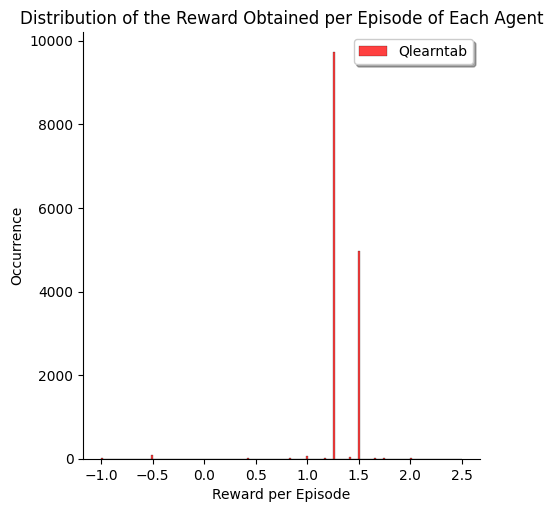 Distribution of the Reward Obtained per Episode of Each Agent
Qlearntab
10000
8000
6000
4000
2000
0
Occurrence
−1.0 −0.5 0.0 0.5 1.0 1.5 2.0 2.5
Reward per Episode